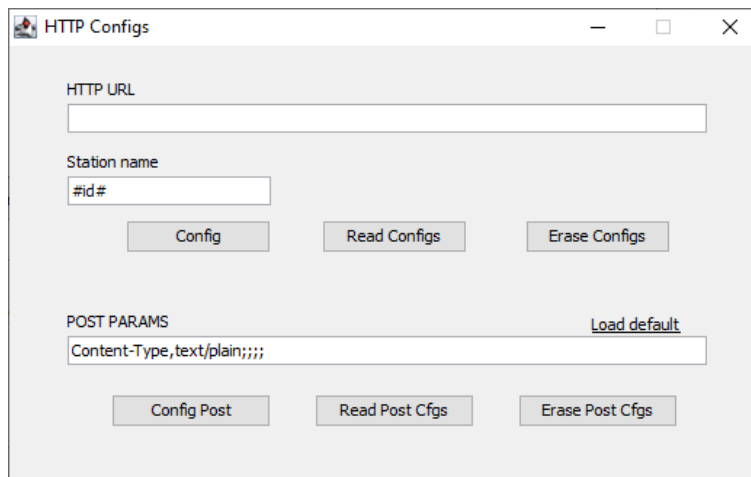 HTTP Configs
HTTP URL
Station name
#id#
Config Read Configs Erase Configs
POST PARAMS Load default
Content-Type,text/plain;;;;
Config Post Read Post Cfgs Erase Post Cfgs